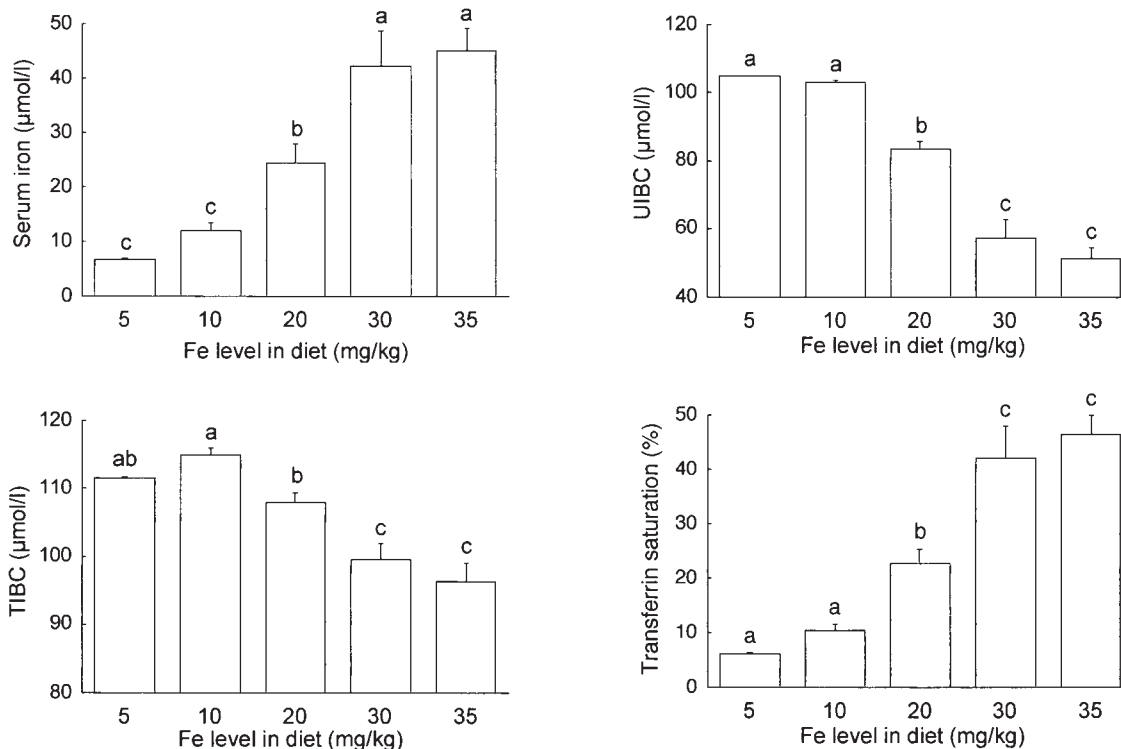 Serum iron (µmol/l)
50
40
30
20
10
0
c
c
b
a
a
5 10 20 30 35
Fe level in diet (mg/kg)
UIBC (µmol/l)
120
100
80
60
40
a
a
b
c
c
5 10 20 30 35
Fe level in diet (mg/kg)
TIBC (µmol/l)
120
110
100
90
80
ab
a
b
c
c
5 10 20 30 35
Fe level in diet (mg/kg)
Transferrin saturation (%)
50
40
30
20
10
0
a
a
b
c
c
5 10 20 30 35
Fe level in diet (mg/kg)